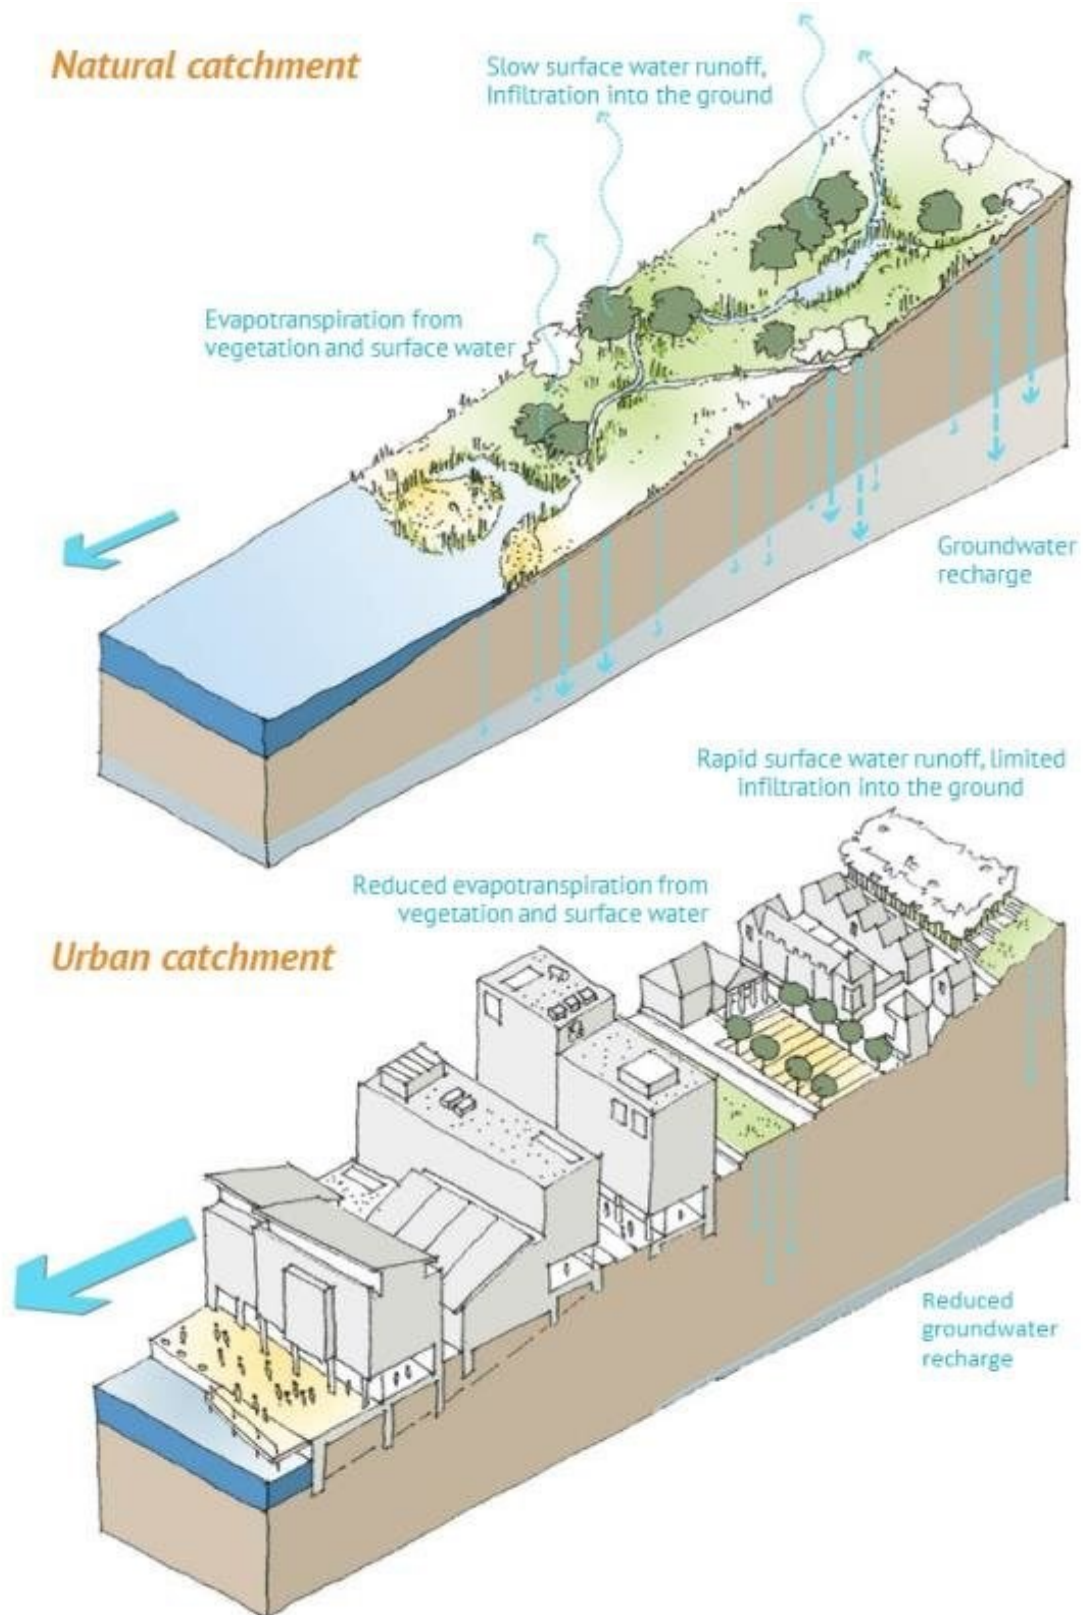 Natural catchment
Slow surface water runoff,
Infiltration into the ground
Evapotranspiration from
vegetation and surface water
Groundwater
recharge
Rapid surface water runoff, limited
infiltration into the ground
Reduced evapotranspiration from
vegetation and surface water
Urban catchment
Reduced
groundwater
recharge